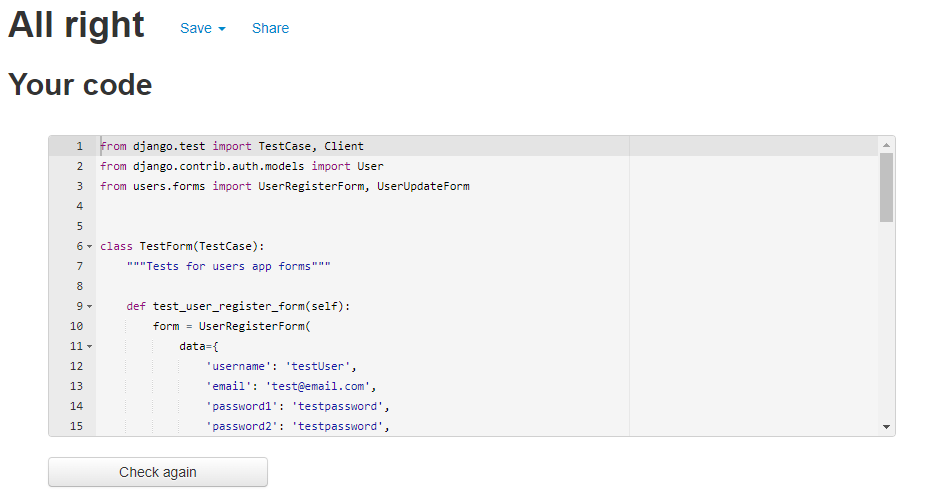 All right Save Share
Your code
1 from django.test import TestCase, Client
2 from django.contrib.auth.models import User
3 from users.forms import UserRegisterForm, UserUpdateForm
4
5
6 class TestForm(TestCase):
7 """Tests for users app forms"""
8
9 def test_user_register_form(self):
10 form = UserRegisterForm(
11 data={
12 'username': 'testUser',
13 'email': 'test@email.com',
14 'password1': 'testpassword',
15 'password2': 'testpassword',
Check again